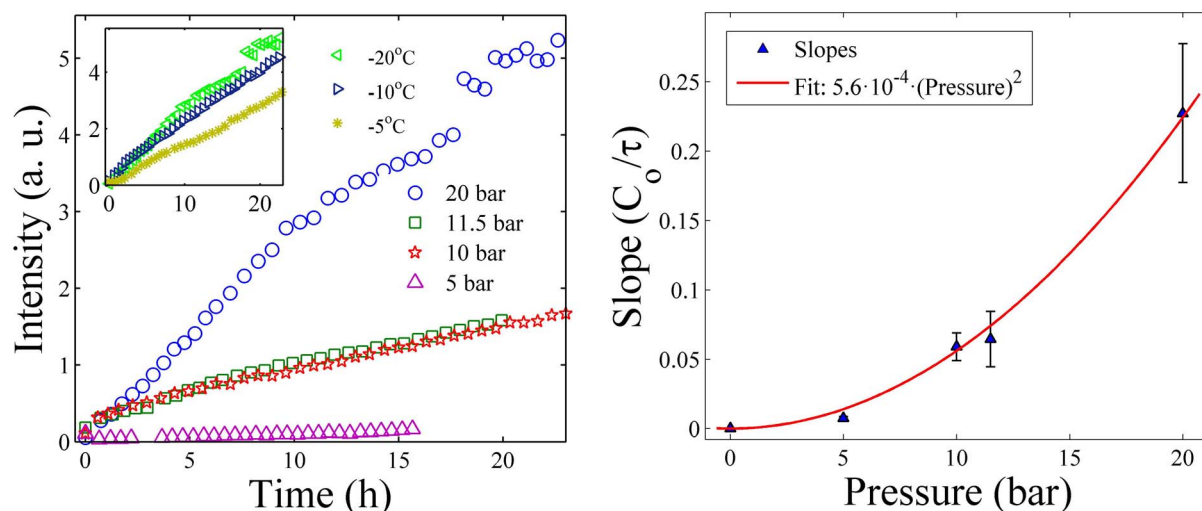 5
4
3
2
1
0
0
5
10
15
20
Intensity (a. u.)
Time (h)
4
2
0
0
10
20
-20°C
-10°C
-5°C
20 bar
11.5 bar
10 bar
5 bar
0.25
0.2
0.15
0.1
0.05
0
0
5
10
15
20
Slope (C_o/τ)
Pressure (bar)
Slopes
Fit: 5.6·10⁻⁴·(Pressure)²